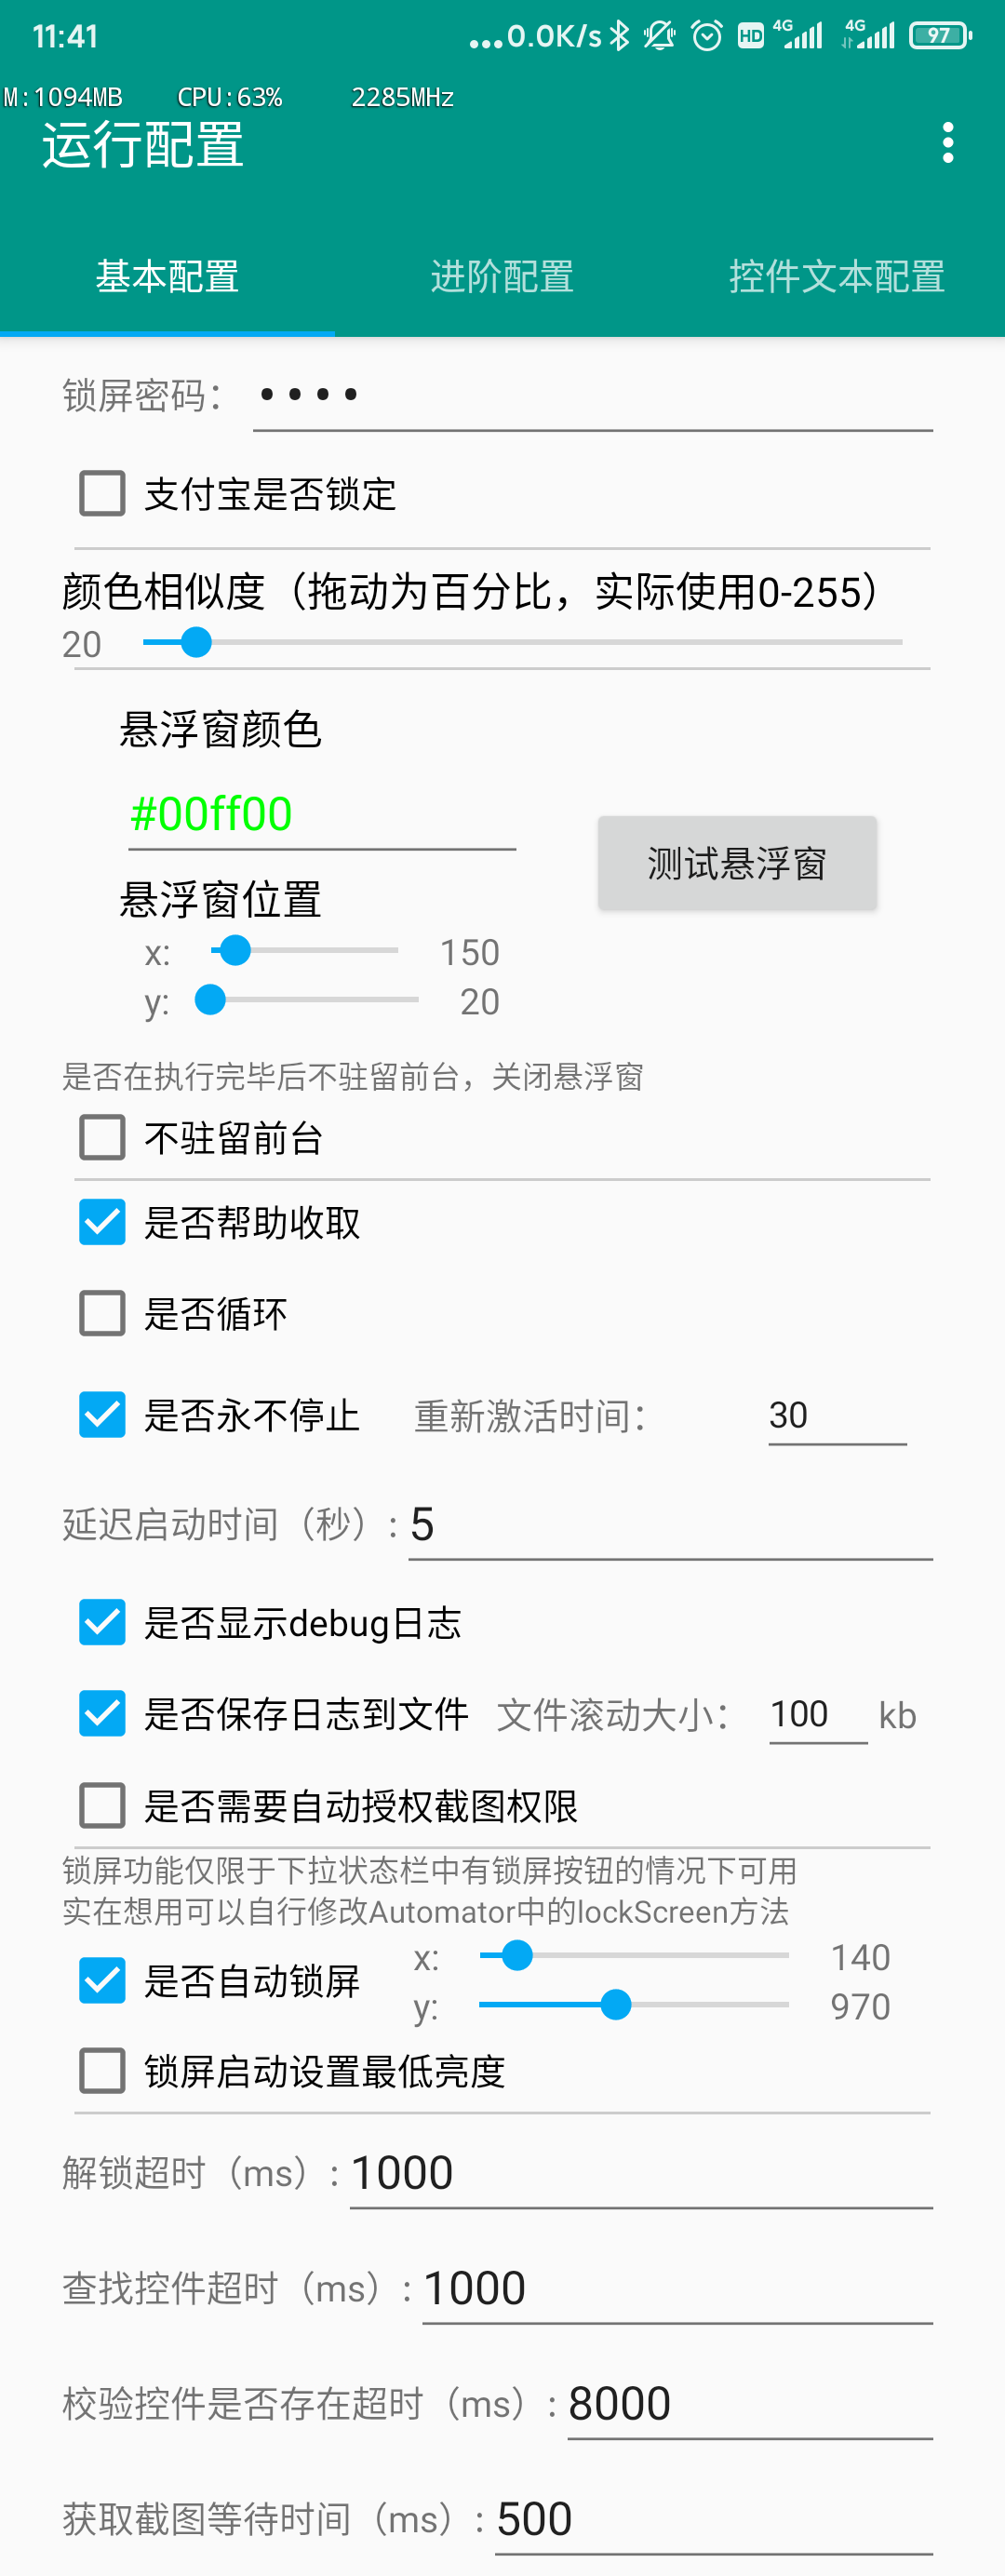 11:41
...0.0K/s HD 4G 4G 97
M:1094MB CPU:63% 2285MHz
运行配置
基本配置 进阶配置 控件文本配置
锁屏密码: ••••
支付宝是否锁定
颜色相似度（拖动为百分比，实际使用0-255）
20
悬浮窗颜色
#00ff00
测试悬浮窗
悬浮窗位置
x: 150
y: 20
是否在执行完毕后不驻留前台，关闭悬浮窗
不驻留前台
是否帮助收取
是否循环
是否永不停止 重新激活时间: 30
延迟启动时间（秒）: 5
是否显示debug日志
是否保存日志到文件 文件滚动大小: 100 kb
是否需要自动授权截图权限
锁屏功能仅限于下拉状态栏中有锁屏按钮的情况下可用
实在想用可以自行修改Automator中的lockScreen方法
是否自动锁屏 x: 140
y: 970
锁屏启动设置最低亮度
解锁超时（ms）: 1000
查找控件超时（ms）: 1000
校验控件是否存在超时（ms）: 8000
获取截图等待时间（ms）: 500